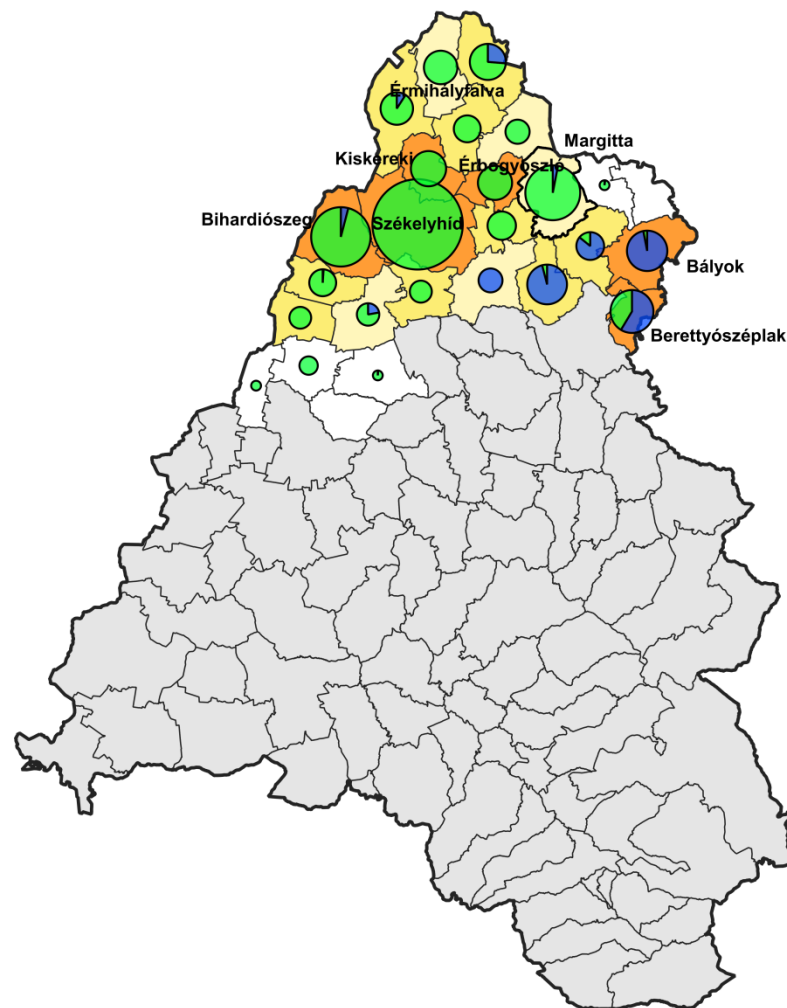 Érmihályfalva
Margitta
Kiskereki
Érbogyoszló
Bihardiószeg
Székelyhíd
Bályok
Berettyószéplak